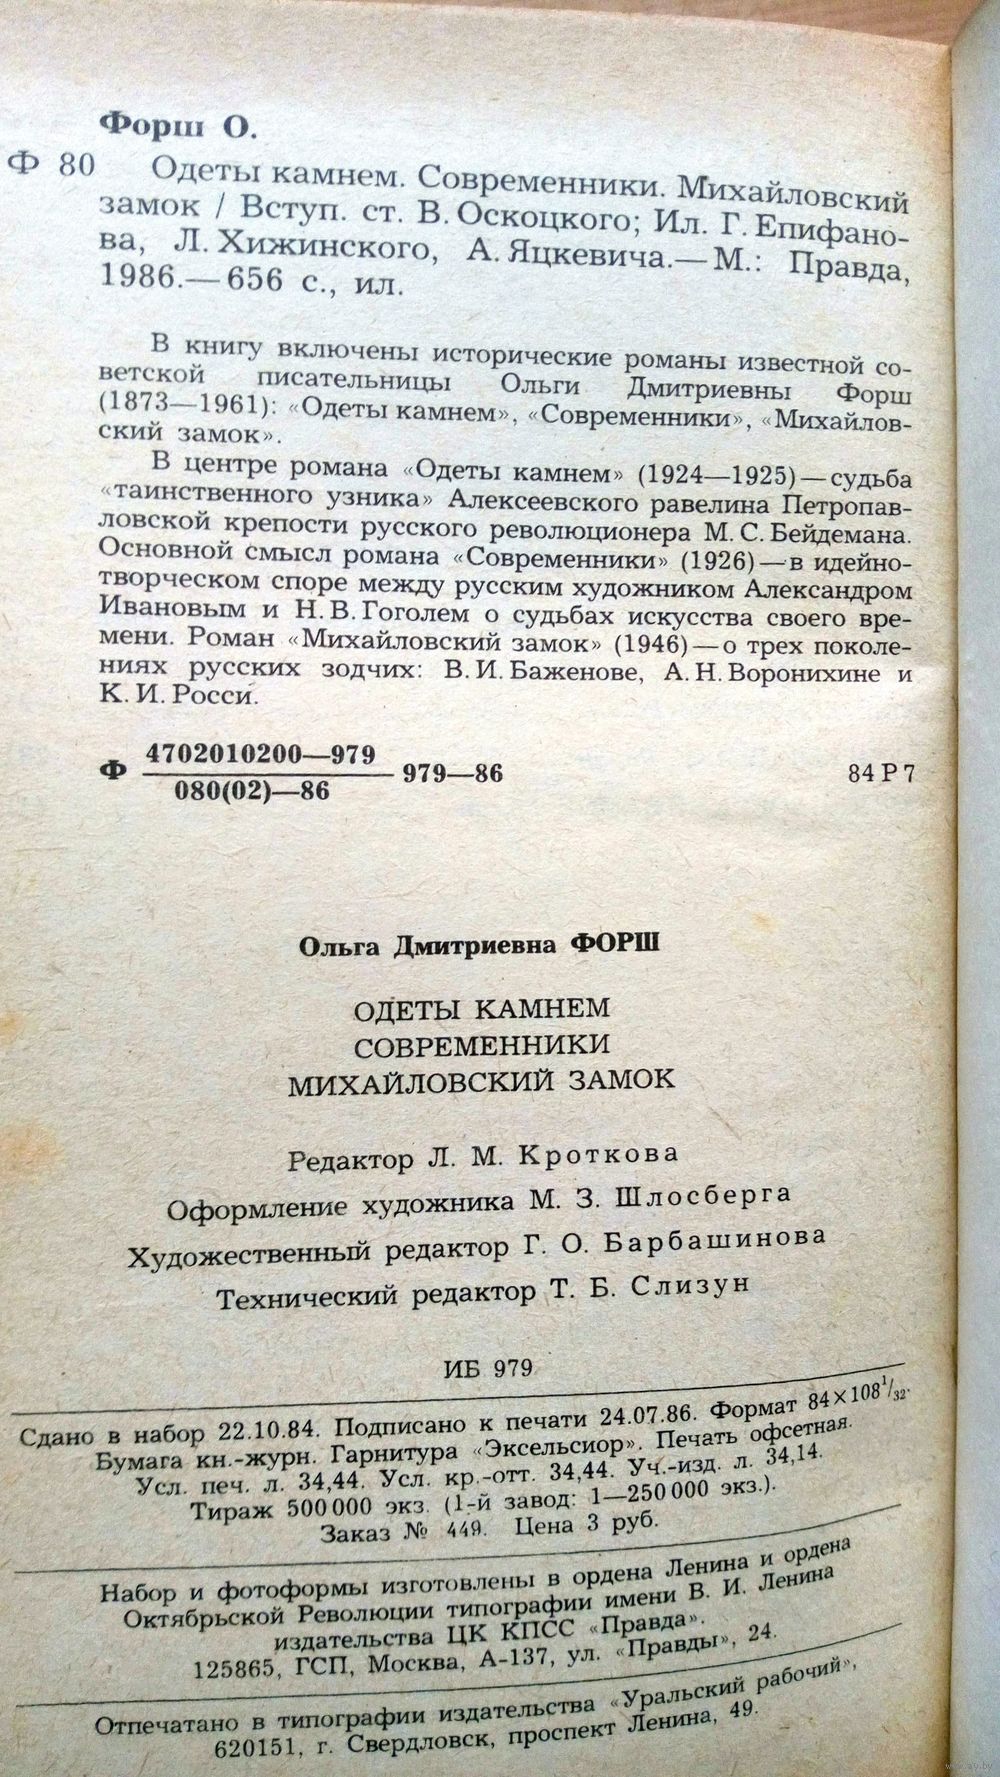 Форш О.
Ф 80 Одеты камнем. Современники. Михайловский
замок / Вступ. ст. В. Оскоцкого; Ил. Г. Епифано-
ва, Л. Хижинского, А. Яцкевича.— М.: Правда,
1986.— 656 с., ил.
В книгу включены исторические романы известной со-
ветской писательницы Ольги Дмитриевны Форш
(1873—1961): «Одеты камнем», «Современники», «Михайлов-
ский замок».
В центре романа «Одеты камнем» (1924—1925) — судьба
«таинственного узника» Алексеевского равелина Петропав-
ловской крепости русского революционера М. С. Бейдемана.
Основной смысл романа «Современники» (1926) — в идейно-
творческом споре между русским художником Александром
Ивановым и Н. В. Гоголем о судьбах искусства своего вре-
мени. Роман «Михайловский замок» (1946) — о трех поколе-
ниях русских зодчих: В. И. Баженове, А. Н. Воронихине и
К. И. Росси.
4702010200—979
Ф 979—86 84 Р 7
080(02)—86
Ольга Дмитриевна ФОРШ
ОДЕТЫ КАМНЕМ
СОВРЕМЕННИКИ
МИХАЙЛОВСКИЙ ЗАМОК
Редактор Л. М. Кроткова
Оформление художника М. З. Шлосберга
Художественный редактор Г. О. Барбашинова
Технический редактор Т. Б. Слизун
ИБ 979
Сдано в набор 22.10.84. Подписано к печати 24.07.86. Формат 84×108 1/32.
Бумага кн.-журн. Гарнитура «Эксельсиор». Печать офсетная.
Усл. печ. л. 34,44. Усл. кр.-отт. 34,44. Уч.-изд. л. 34,14.
Тираж 500 000 экз. (1-й завод: 1—250 000 экз.).
Заказ № 449. Цена 3 руб.
Набор и фотоформы изготовлены в ордена Ленина и ордена
Октябрьской Революции типографии имени В. И. Ленина
издательства ЦК КПСС «Правда».
125865, ГСП, Москва, А-137, ул. «Правды», 24.
Отпечатано в типографии издательства «Уральский рабочий»,
620151, г. Свердловск, проспект Ленина, 49.
www.ay.by